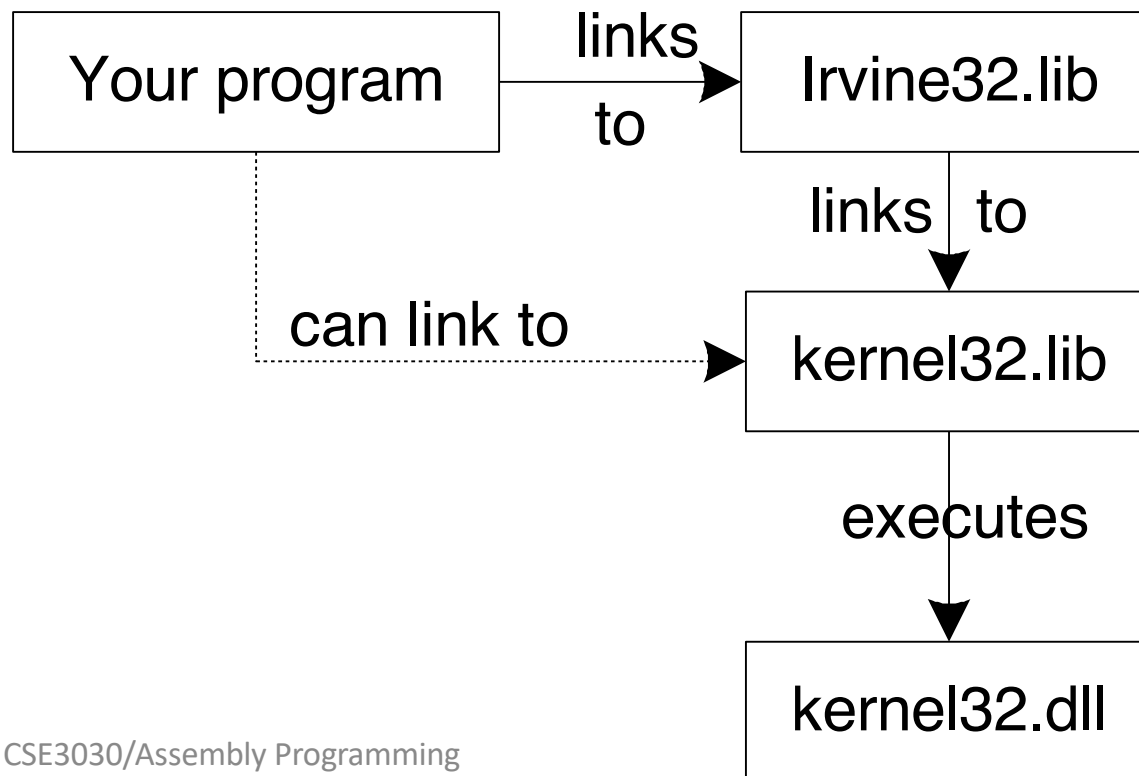 Your program
links
to
Irvine32.lib
links to
can link to
kernel32.lib
executes
kernel32.dll
CSE3030/Assembly Programming